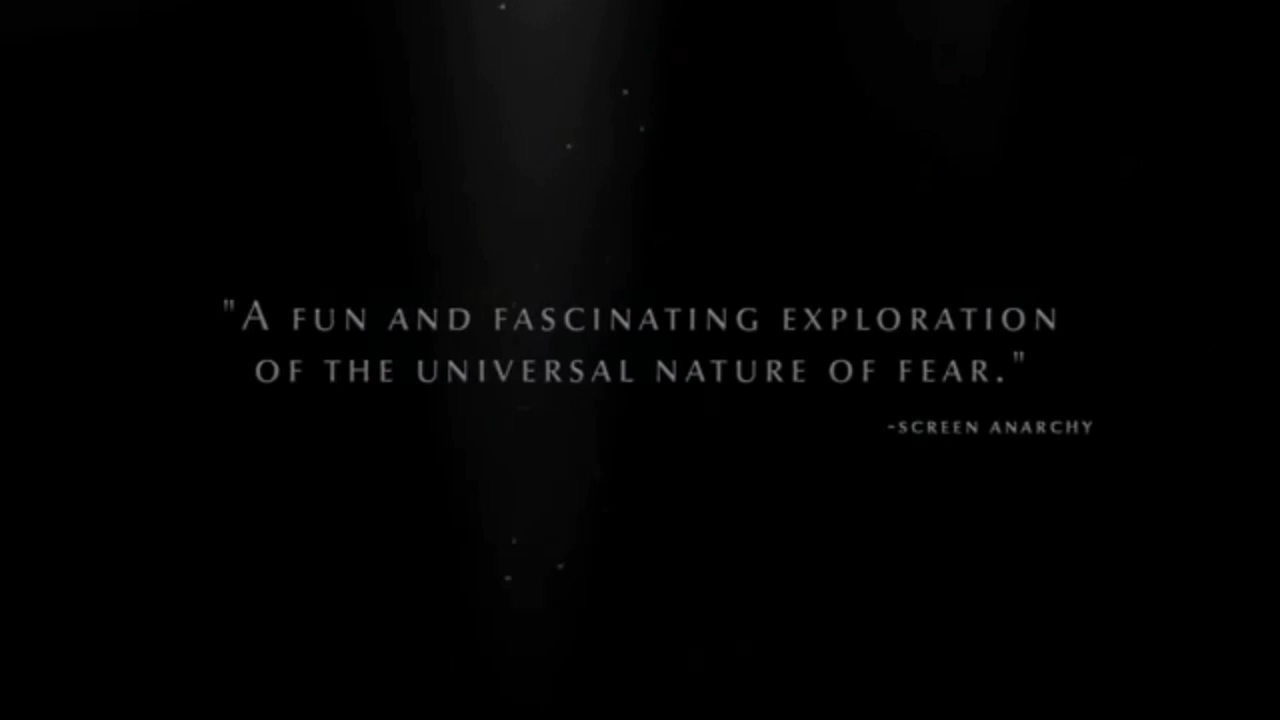 "A FUN AND FASCINATING EXPLORATION
OF THE UNIVERSAL NATURE OF FEAR."
-SCREEN ANARCHY